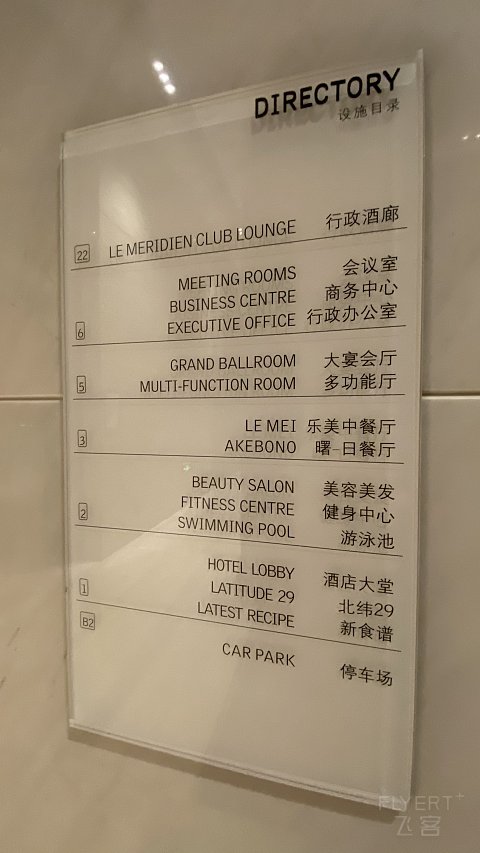 DIRECTORY
设施目录
22 LE MERIDIEN CLUB LOUNGE 行政酒廊
MEETING ROOMS 会议室
BUSINESS CENTRE 商务中心
6 EXECUTIVE OFFICE 行政办公室
GRAND BALLROOM 大宴会厅
5 MULTI-FUNCTION ROOM 多功能厅
LE MEI 乐美中餐厅
3 AKEBONO 曙-日餐厅
BEAUTY SALON 美容美发
FITNESS CENTRE 健身中心
2 SWIMMING POOL 游泳池
HOTEL LOBBY 酒店大堂
1 LATITUDE 29 北纬29
LATEST RECIPE 新食谱
B2 CAR PARK 停车场
FLYERT+
飞客